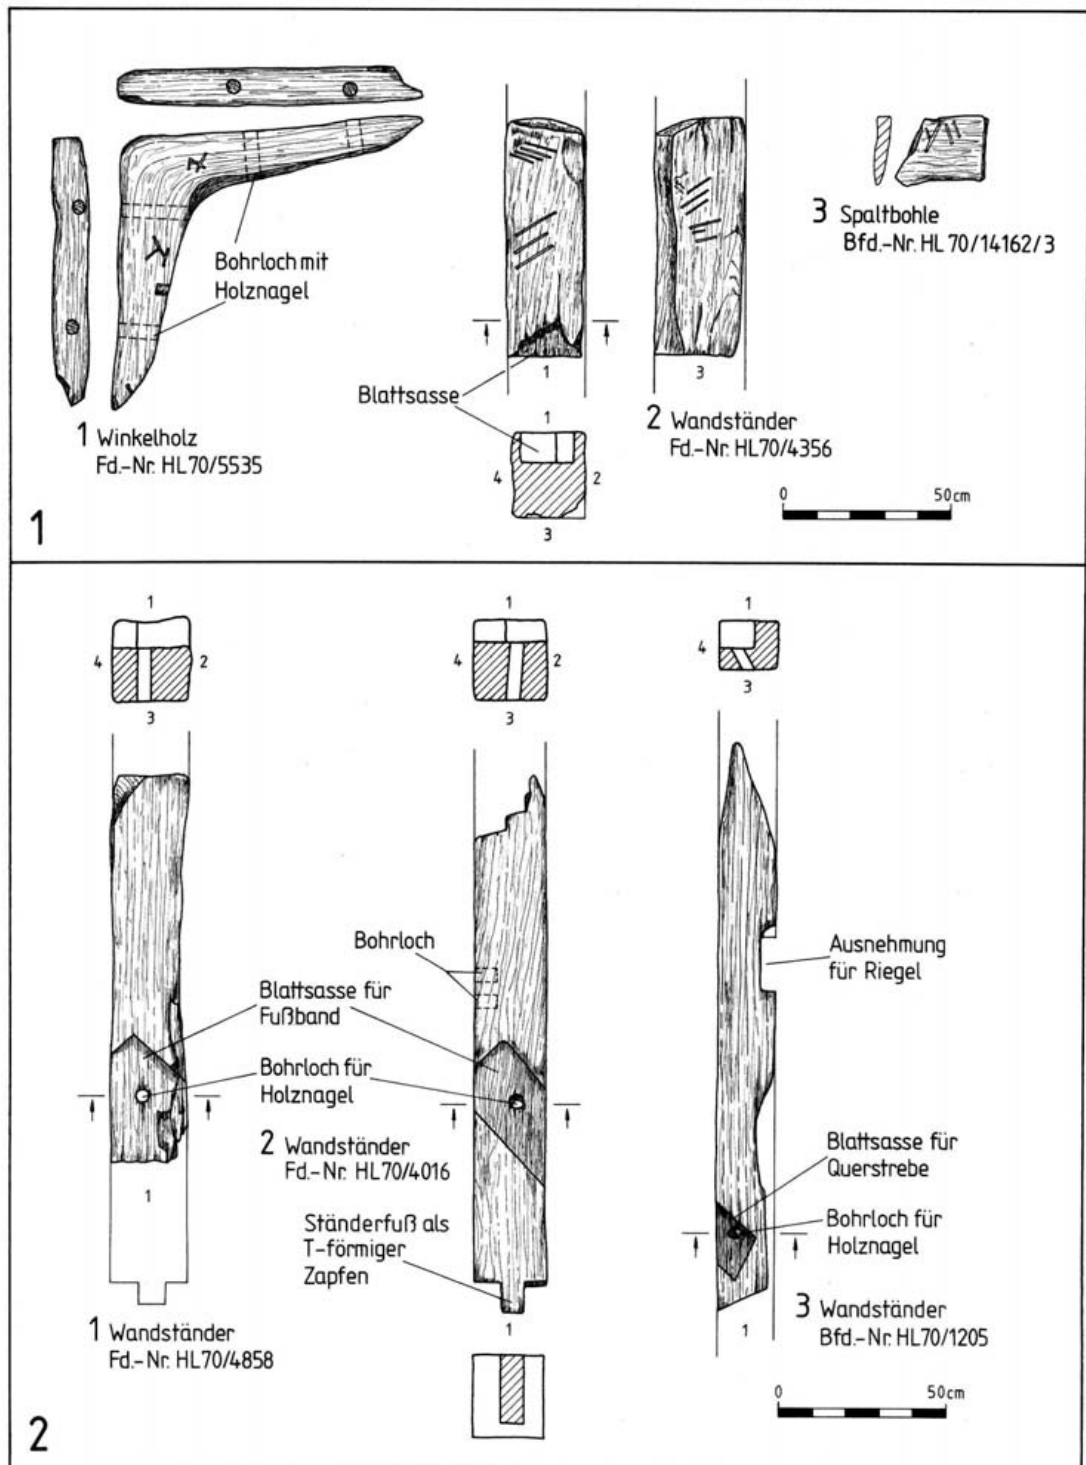 Bohrloch mit
Holznagel
1 Winkelholz
Fd.-Nr. HL70/5535
Blattsasse
1
3
1
4
2
3
2 Wandständer
Fd.-Nr. HL70/4356
3 Spaltbohle
Bfd.-Nr. HL 70/14162/3
0 50cm
1
1
4
2
3
1
4
2
3
1
4
3
Bohrloch
Blattsasse für
Fußband
Bohrloch für
Holznagel
2 Wandständer
Fd.-Nr. HL70/4016
Ständerfuß als
T-förmiger
Zapfen
1
1
1 Wandständer
Fd.-Nr. HL70/4858
Ausnehmung
für Riegel
Blattsasse für
Querstrebe
Bohrloch für
Holznagel
1
3 Wandständer
Bfd.-Nr. HL70/1205
0 50cm
2